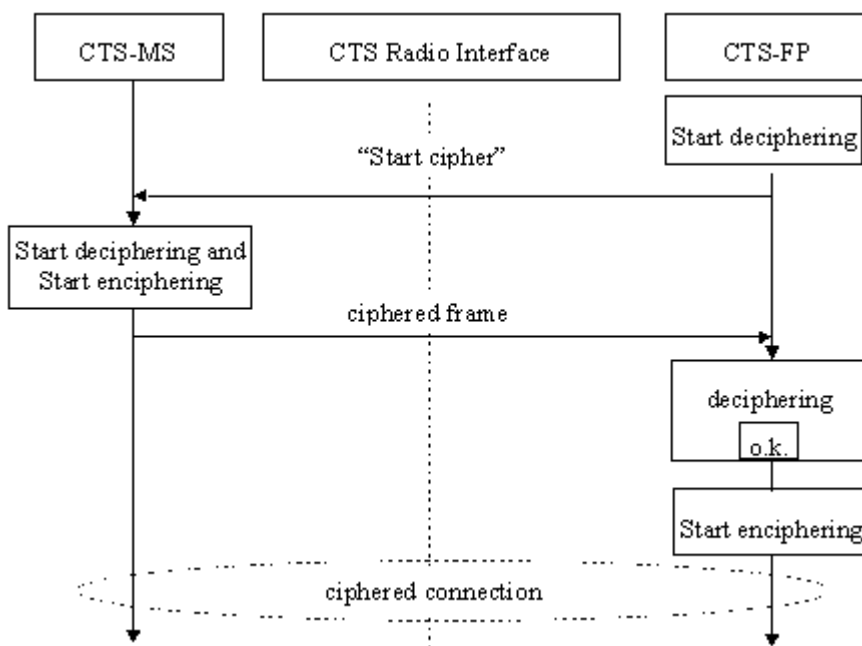 CTS-MS
CTS Radio Interface
CTS-FP
Start deciphering
“Start cipher”
Start deciphering and
Start enciphering
ciphered frame
deciphering
o.k.
Start enciphering
ciphered connection